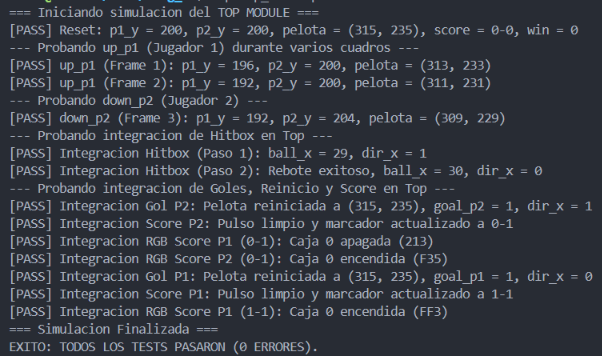 === Iniciando simulacion del TOP MODULE ===
[PASS] Reset: p1_y = 200, p2_y = 200, pelota = (315, 235), score = 0-0, win = 0
--- Probando up_p1 (Jugador 1) durante varios cuadros ---
[PASS] up_p1 (Frame 1): p1_y = 196, p2_y = 200, pelota = (313, 233)
[PASS] up_p1 (Frame 2): p1_y = 192, p2_y = 200, pelota = (311, 231)
--- Probando down_p2 (Jugador 2) ---
[PASS] down_p2 (Frame 3): p1_y = 192, p2_y = 204, pelota = (309, 229)
--- Probando integracion de Hitbox en Top ---
[PASS] Integracion Hitbox (Paso 1): ball_x = 29, dir_x = 1
[PASS] Integracion Hitbox (Paso 2): Rebote exitoso, ball_x = 30, dir_x = 0
--- Probando integracion de Goles, Reinicio y Score en Top ---
[PASS] Integracion Gol P2: Pelota reiniciada a (315, 235), goal_p2 = 1, dir_x = 1
[PASS] Integracion Score P2: Pulso limpio y marcador actualizado a 0-1
[PASS] Integracion RGB Score P1 (0-1): Caja 0 apagada (213)
[PASS] Integracion RGB Score P2 (0-1): Caja 0 encendida (F35)
[PASS] Integracion Gol P1: Pelota reiniciada a (315, 235), goal_p1 = 1, dir_x = 0
[PASS] Integracion Score P1: Pulso limpio y marcador actualizado a 1-1
[PASS] Integracion RGB Score P1 (1-1): Caja 0 encendida (FF3)
=== Simulacion Finalizada ===
EXITO: TODOS LOS TESTS PASARON (0 ERRORES).